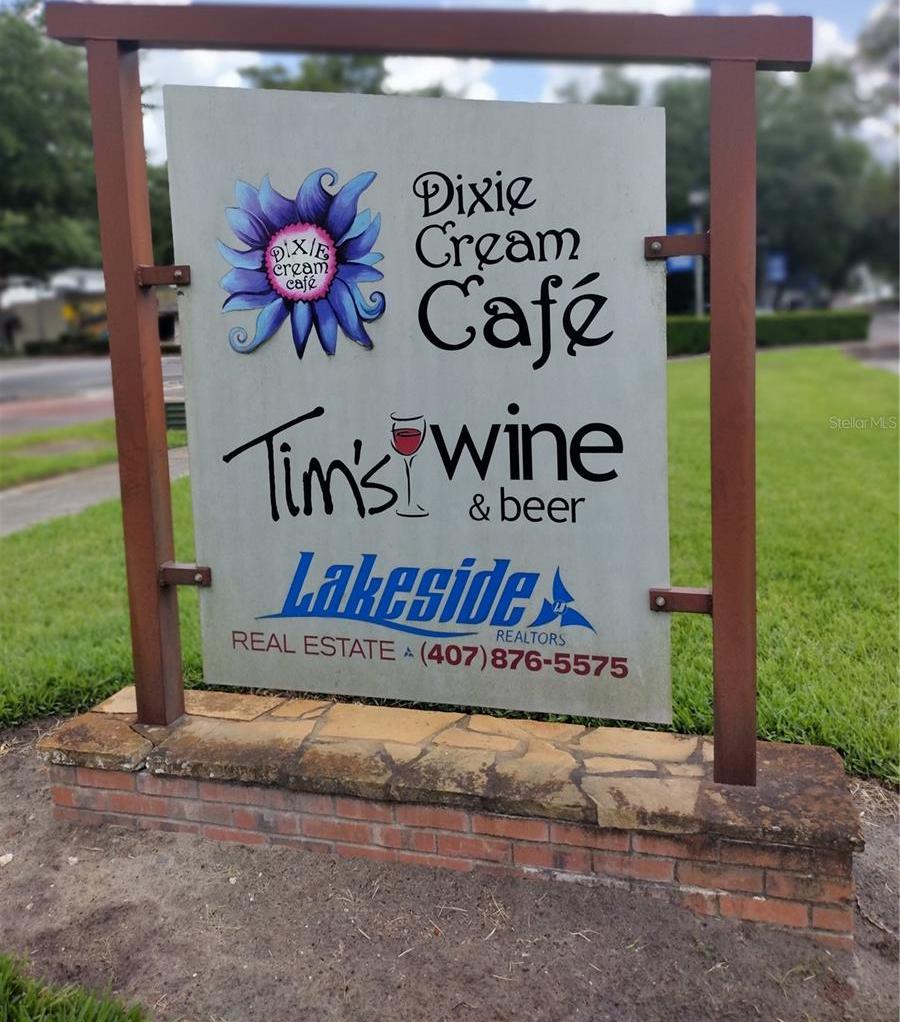 DIXIE
cream
café
Dixie
Cream
Café
Tim's wine
& beer
Lakeside
REALTORS
REAL ESTATE (407)876-5575
Stellar MLS